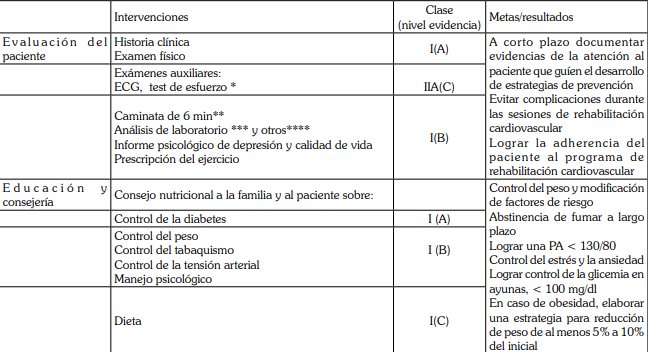 Intervenciones
Clase
(nivel evidencia)
Metas/resultados
Evaluación del
paciente
Historia clínica
Examen físico
I(A)
Exámenes auxiliares:
ECG, test de esfuerzo *
IIA(C)
Caminata de 6 min**
Análisis de laboratorio *** y otros****
Informe psicológico de depresión y calidad de vida
Prescripción del ejercicio
I(B)
A corto plazo documentar
evidencias de la atención al
paciente que guíen el desarrollo
de estrategias de prevención
Evitar complicaciones durante
las sesiones de rehabilitación
cardiovascular
Lograr la adherencia del
paciente al programa de
rehabilitación cardiovascular
Educación y
consejería
Consejo nutricional a la familia y al paciente sobre:
Control de la diabetes
I (A)
Control del peso
Control del tabaquismo
Control de la tensión arterial
Manejo psicológico
I (B)
Dieta
I(C)
Control del peso y modificación
de factores de riesgo
Abstinencia de fumar a largo
plazo
Lograr una PA < 130/80
Control del estrés y la ansiedad
Lograr control de la glicemia en
ayunas, < 100 mg/dl
En caso de obesidad, elaborar
una estrategia para reducción
de peso de al menos 5% a 10%
del inicial